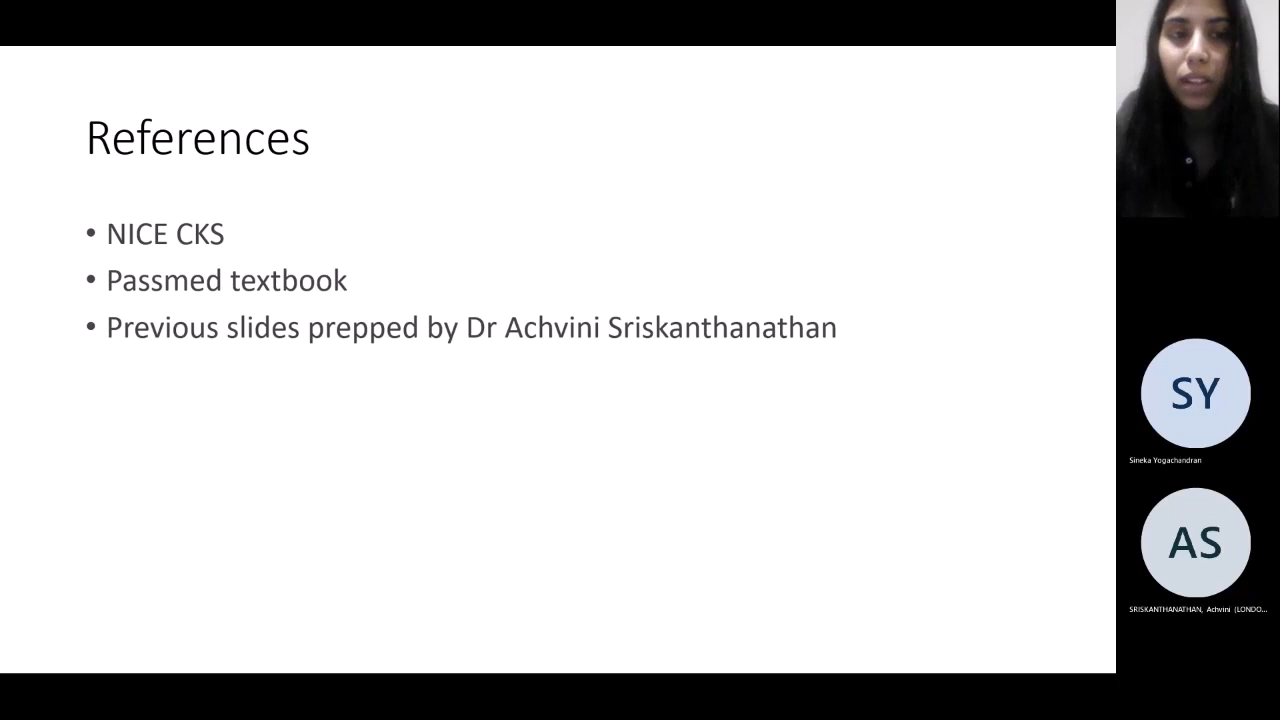 References
• NICE CKS
• Passmed textbook
• Previous slides prepped by Dr Achvini Sriskanthanathan
SY
Sineka Yogachandran
AS
SRISKANTHANATHAN, Achvini (LONDO...